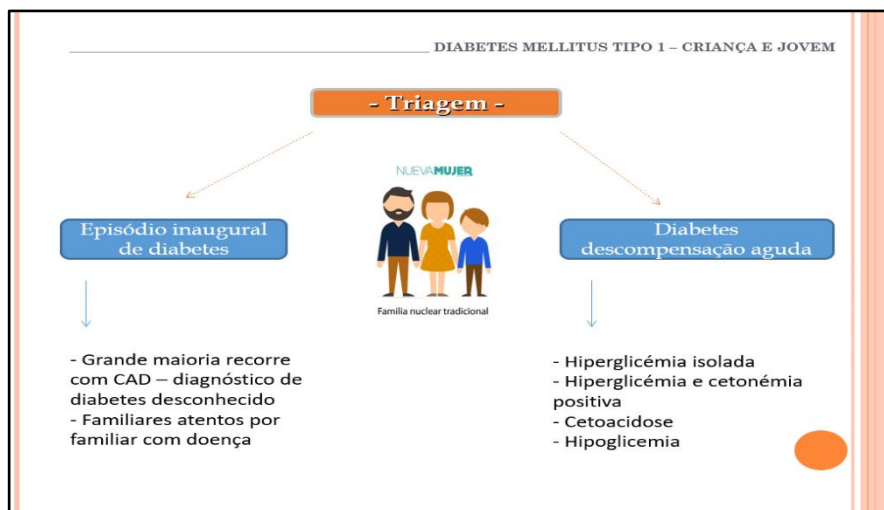 DIABETES MELLITUS TIPO 1 – CRIANÇA E JOVEM
- Triagem -
NUEVAMUJER
Episódio inaugural
de diabetes
Diabetes
descompensação aguda
Familia nuclear tradicional
- Grande maioria recorre
com CAD – diagnóstico de
diabetes desconhecido
- Familiares atentos por
familiar com doença
- Hiperglicémia isolada
- Hiperglicémia e cetonémia
positiva
- Cetoacidose
- Hipoglicemia